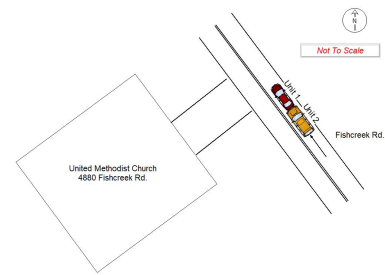 N
Not To Scale
Unit 1
Unit 2
Fishcreek Rd.
United Methodist Church
4880 Fishcreek Rd.